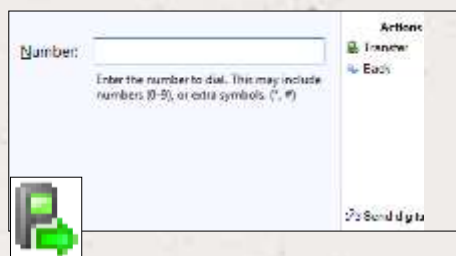 Actions
Number:
Transfer
Back
Enter the number to dial. This may include
numbers (0-9), or extra symbols. (*, #)
Send digits